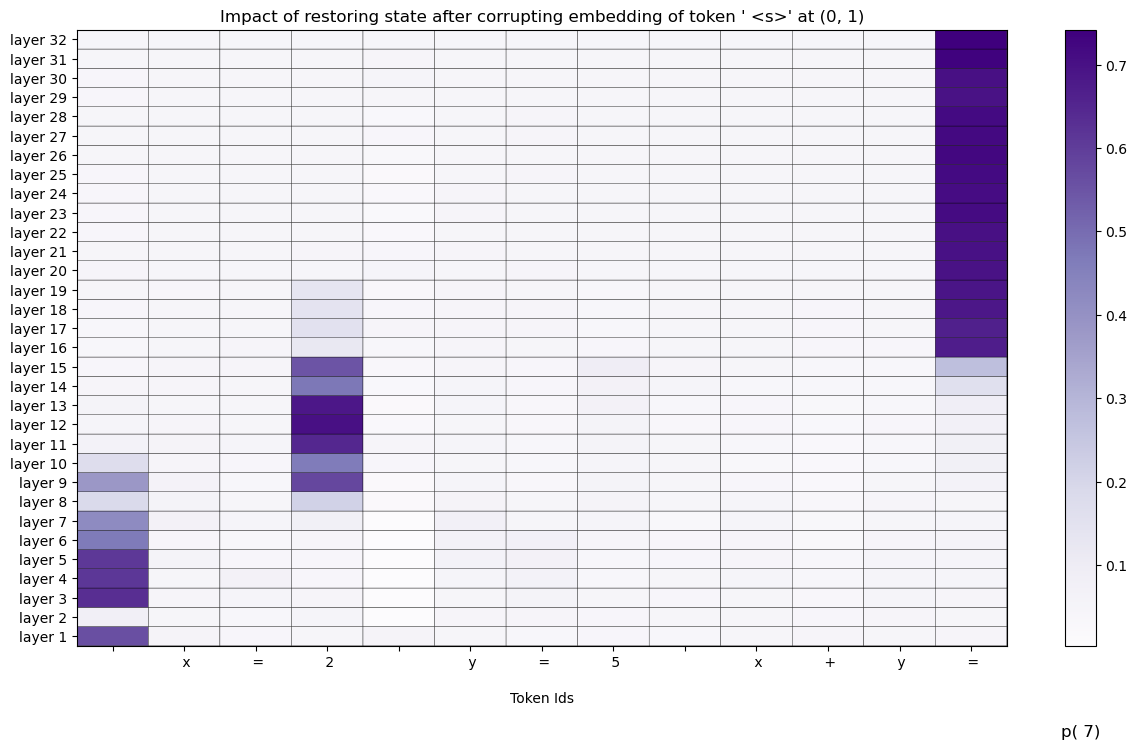 Impact of restoring state after corrupting embedding of token ' <s>' at (0, 1)
layer 32
layer 31
layer 30
layer 29
layer 28
layer 27
layer 26
layer 25
layer 24
layer 23
layer 22
layer 21
layer 20
layer 19
layer 18
layer 17
layer 16
layer 15
layer 14
layer 13
layer 12
layer 11
layer 10
layer 9
layer 8
layer 7
layer 6
layer 5
layer 4
layer 3
layer 2
layer 1
x = 2 y = 5 x + y =
Token Ids
0.7
0.6
0.5
0.4
0.3
0.2
0.1
p( 7)